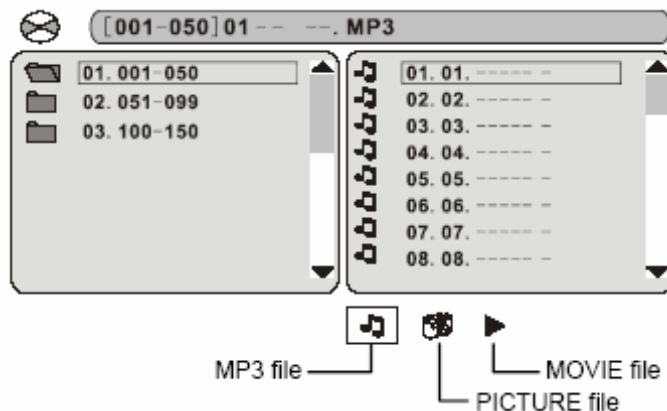 [001-050]01-- --. MP3
01. 001-050
02. 051-099
03. 100-150
01. 01. ----- -
02. 02. ----- -
03. 03. ----- -
04. 04. ----- -
05. 05. ----- -
06. 06. ----- -
07. 07. ----- -
08. 08. ----- -
MP3 file
MOVIE file
PICTURE file